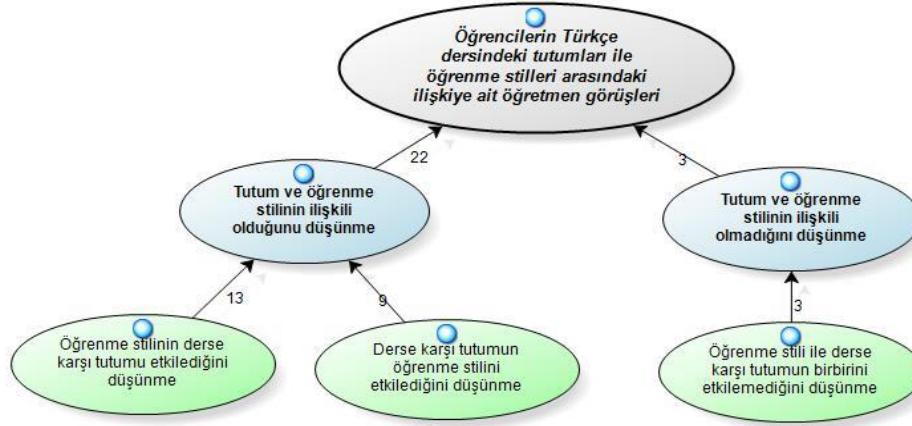 Öğrencilerin Türkçe
dersindeki tutumları ile
öğrenme stilleri arasındaki
ilişkiye ait öğretmen görüşleri
22
3
Tutum ve öğrenme
stilinin ilişkili
olduğunu düşünme
Tutum ve öğrenme
stilinin ilişkili
olmadığını düşünme
13
9
3
Öğrenme stilinin derse
karşı tutumu etkilediğini
düşünme
Derse karşı tutumun
öğrenme stilini
etkilediğini düşünme
Öğrenme stili ile derse
karşı tutumun birbirini
etkilemediğini düşünme